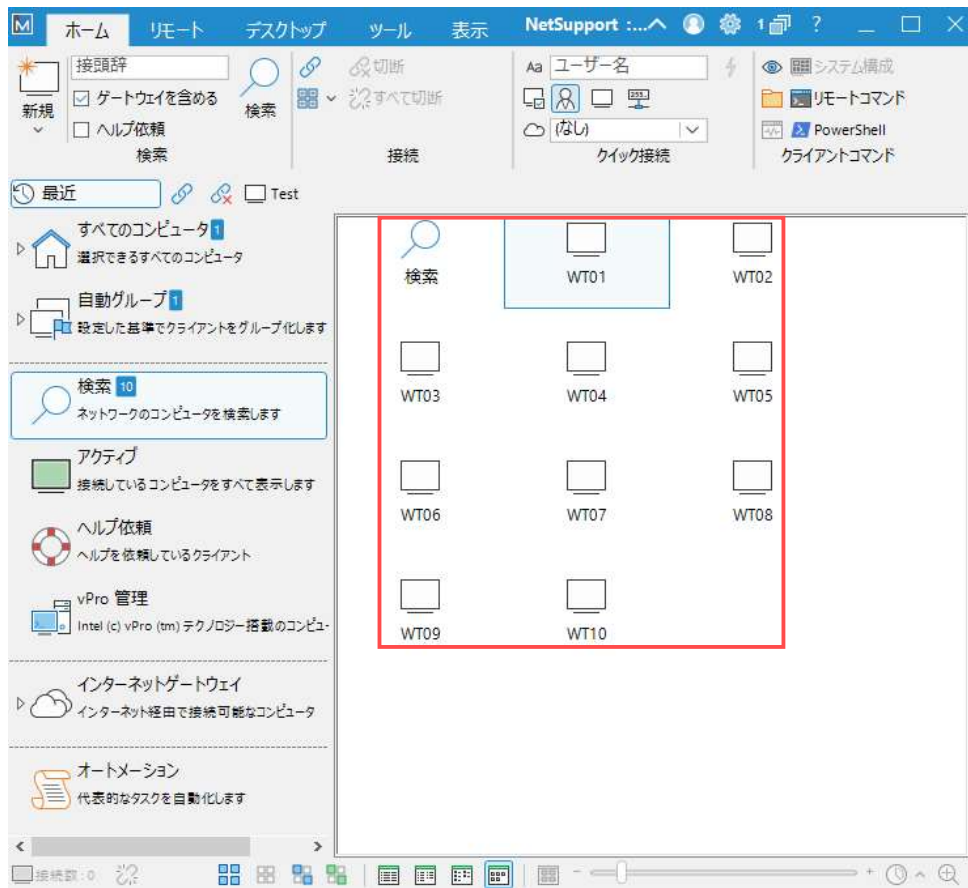 M ホーム リモート デスクトップ ツール 表示 NetSupport :... 1 ?
新規
接頭辞
ゲートウェイを含める
ヘルプ依頼
検索
検索
切断
すべて切断
接続
Aa ユーザー名
255...
(なし)
クイック接続
システム構成
リモートコマンド
PowerShell
クライアントコマンド
最近 Test
すべてのコンピュータ 1
選択できるすべてのコンピュータ
自動グループ 1
設定した基準でクライアントをグループ化します
検索 10
ネットワークのコンピュータを検索します
アクティブ
接続しているコンピュータをすべて表示します
ヘルプ依頼
ヘルプを依頼しているクライアント
vPro 管理
Intel (c) vPro (tm) テクノロジー搭載のコンピュ-
インターネットゲートウェイ
インターネット経由で接続可能なコンピュータ
オートメーション
代表的なタスクを自動化します
検索 WT01 WT02
WT03 WT04 WT05
WT06 WT07 WT08
WT09 WT10
接続数:0